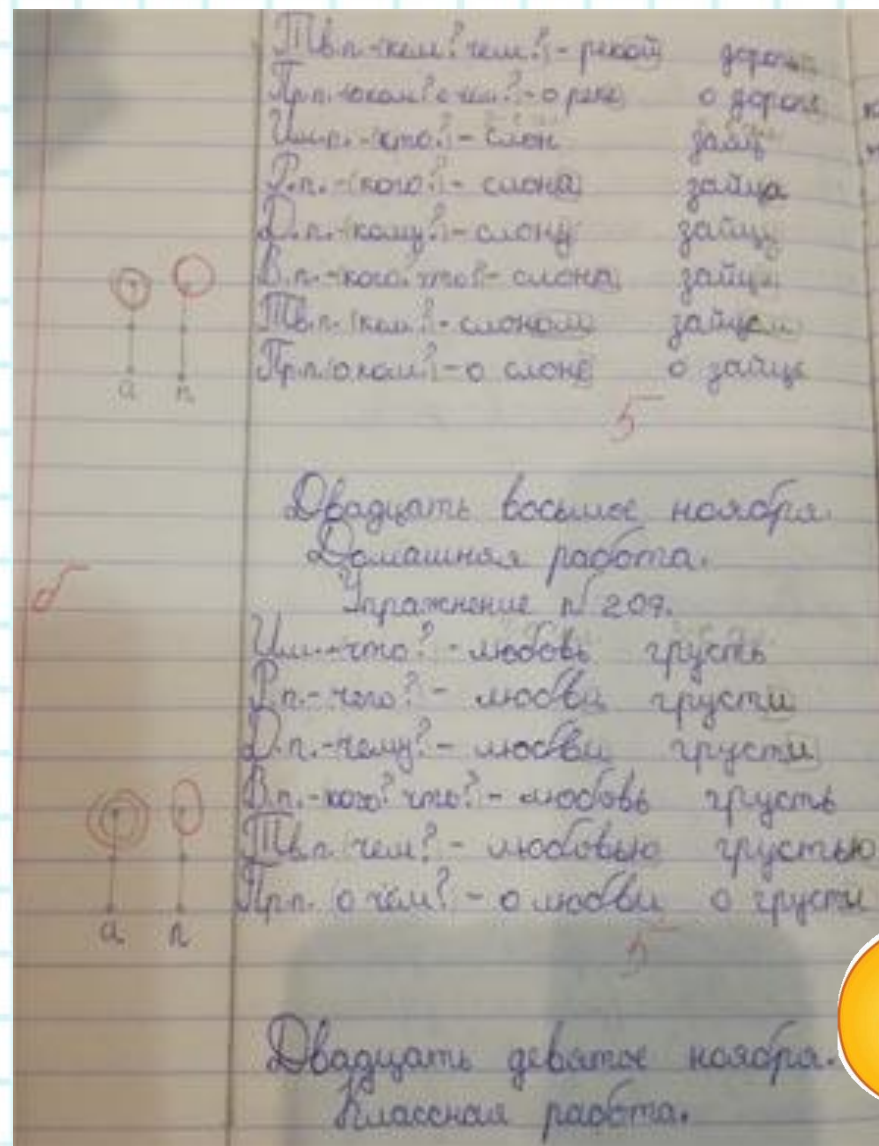 Тв.п.-(кем? чем?)- рекой дорогой
Пр.п.-(о ком? о чём?)- о реке о дороге
Им.п.-(кто?)- слон заяц
Р.п.-(кого?)- слона зайца
Д.п.-(кому?)- слону зайцу
В.п.-(кого? что?)- слона зайца
Тв.п.(кем?)- слоном зайцем
Пр.п.(о ком?)- о слоне о зайце
а п
5
Двадцать восьмое ноября.
Домашняя работа.
Упражнение № 209.
Им.-что? - любовь грусть
Р.п.-чего? - любви грусти
Д.п.-чему? - любви грусти
В.п.-кого? что? - любовь грусть
Тв.п.(чем? - любовью грустью
Пр.п.(о чём? - о любви о грусти
а п
5
Двадцать девятое ноября.
Классная работа.